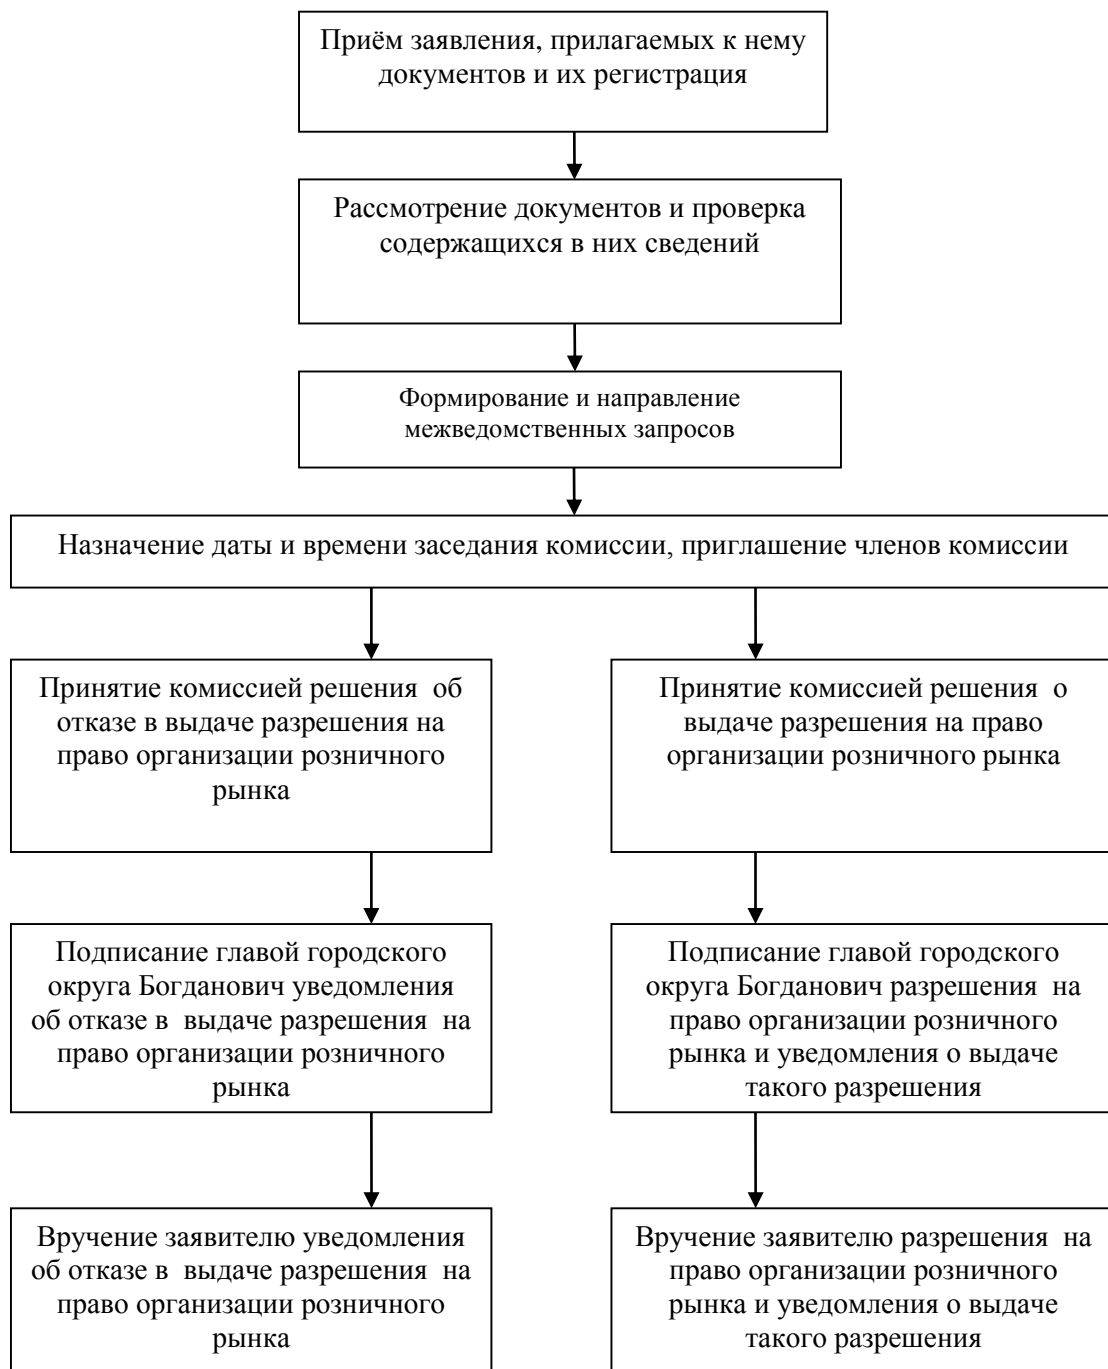 Приём заявления, прилагаемых к нему
документов и их регистрация
Рассмотрение документов и проверка
содержащихся в них сведений
Формирование и направление
межведомственных запросов
Назначение даты и времени заседания комиссии, приглашение членов комиссии
Принятие комиссией решения об
отказе в выдаче разрешения на
право организации розничного
рынка
Принятие комиссией решения о
выдаче разрешения на право
организации розничного рынка
Подписание главой городского
округа Богданович уведомления
об отказе в выдаче разрешения на
право организации розничного
рынка
Подписание главой городского
округа Богданович разрешения на
право организации розничного
рынка и уведомления о выдаче
такого разрешения
Вручение заявителю уведомления
об отказе в выдаче разрешения на
право организации розничного
рынка
Вручение заявителю разрешения на
право организации розничного
рынка и уведомления о выдаче
такого разрешения